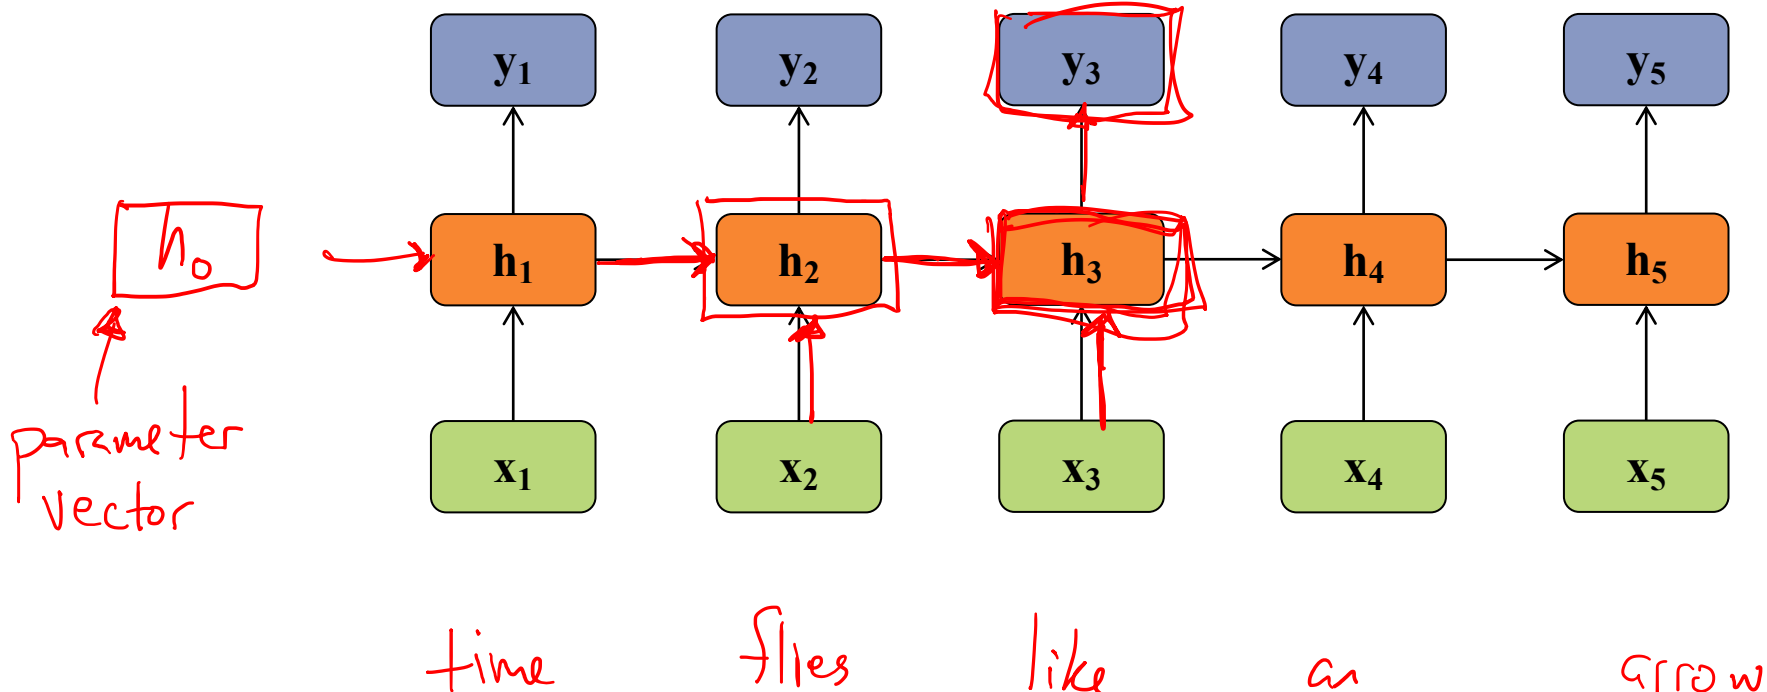 y₁ y₂ y₃ y₄ y₅
h₀ h₁ h₂ h₃ h₄ h₅
parameter
vector
x₁ x₂ x₃ x₄ x₅
time flies like an arrow